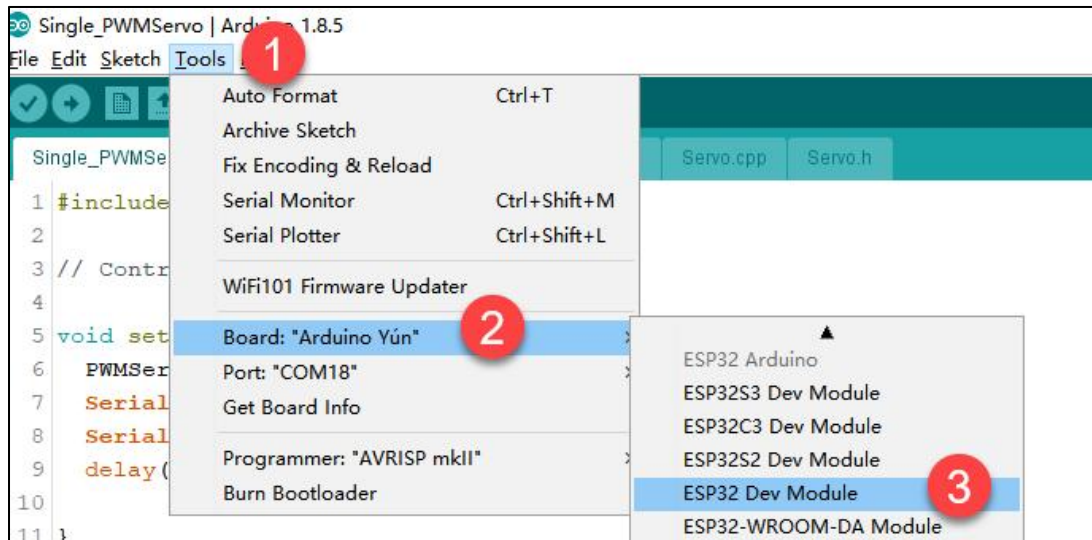 Single_PWMServo | Arduino 1.8.5
File Edit Sketch Tools
1
Auto Format Ctrl+T
Archive Sketch
Fix Encoding & Reload
Serial Monitor Ctrl+Shift+M
Serial Plotter Ctrl+Shift+L
WiFi101 Firmware Updater
Board: "Arduino Yún"
2
Port: "COM18"
Get Board Info
Programmer: "AVRISP mkII"
Burn Bootloader
ESP32 Arduino
ESP32S3 Dev Module
ESP32C3 Dev Module
ESP32S2 Dev Module
ESP32 Dev Module
3
ESP32-WROOM-DA Module
Single_PWMSe
Servo.cpp
Servo.h
1 #include
2
3 // Contr
4
5 void set
6 PWMSer
7 Serial
8 Serial
9 delay(
10
11 }